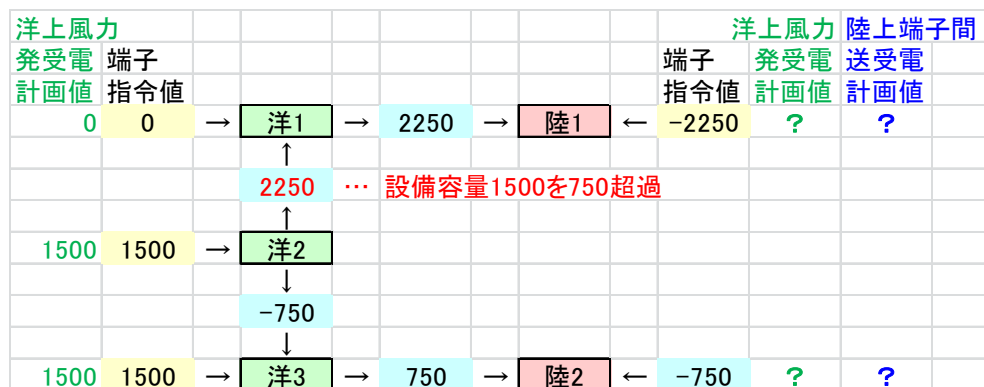 洋上風力 洋上風力 陸上端子間
発受電 端子 端子 発受電 送受電
計画値 指令値 指令値 計画値 計画値
0 0 → 洋1 → 2250 → 陸1 ← -2250 ? ?
↑
2250 … 設備容量1500を750超過
↑
1500 1500 → 洋2
↓
-750
↓
1500 1500 → 洋3 → 750 → 陸2 ← -750 ? ?